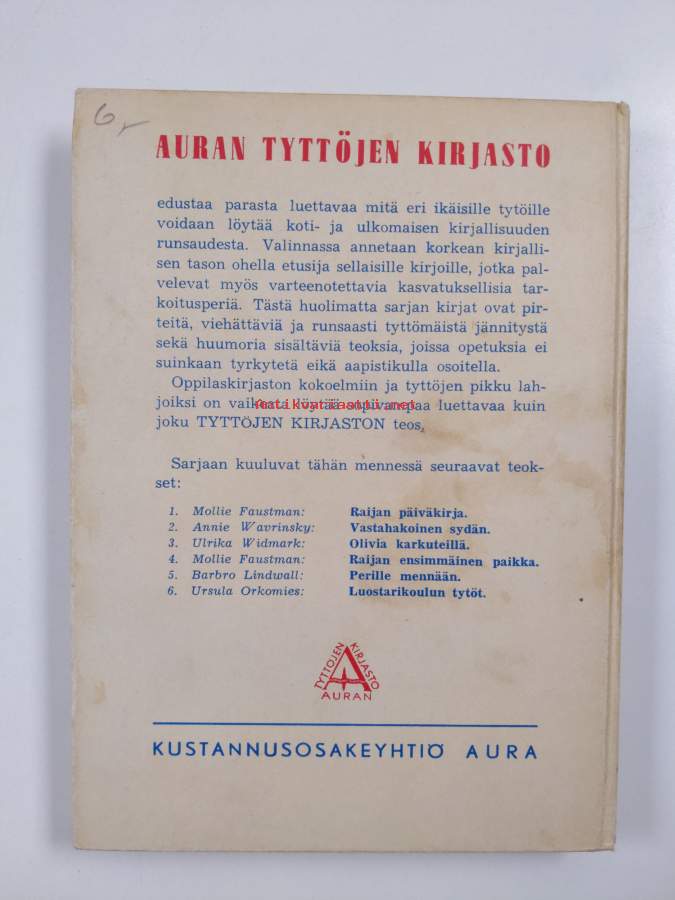 6,-
AURAN TYTTÖJEN KIRJASTO
edustaa parasta luettavaa mitä eri ikäisille tytöille
voidaan löytää koti- ja ulkomaisen kirjallisuuden
runsaudesta. Valinnassa annetaan korkean kirjalli-
sen tason ohella etusija sellaisille kirjoille, jotka pal-
velevat myös varteenotettavia kasvatuksellisia tar-
koitusperiä. Tästä huolimatta sarjan kirjat ovat pir-
teitä, viehättäviä ja runsaasti tyttömäistä jännitystä
sekä huumoria sisältäviä teoksia, joissa opetuksia ei
suinkaan tyrkytetä eikä aapistikulla osoitella.
Oppilaskirjaston kokoelmiin ja tyttöjen pikku lah-
joiksi on vaikeata löytää sopivampaa luettavaa kuin
Antikvariaatti.net
joku TYTTÖJEN KIRJASTON teos.
Sarjaan kuuluvat tähän mennessä seuraavat teok-
set:
1. Mollie Faustman: Raijan päiväkirja.
2. Annie Wavrinsky: Vastahakoinen sydän.
3. Ulrika Widmark: Olivia karkuteillä.
4. Mollie Faustman: Raijan ensimmäinen paikka.
5. Barbro Lindwall: Perille mennään.
6. Ursula Orkomies: Luostarikoulun tytöt.
TYTTÖJEN KIRJASTO
AURAN
KUSTANNUSOSAKEYHTIÖ AURA